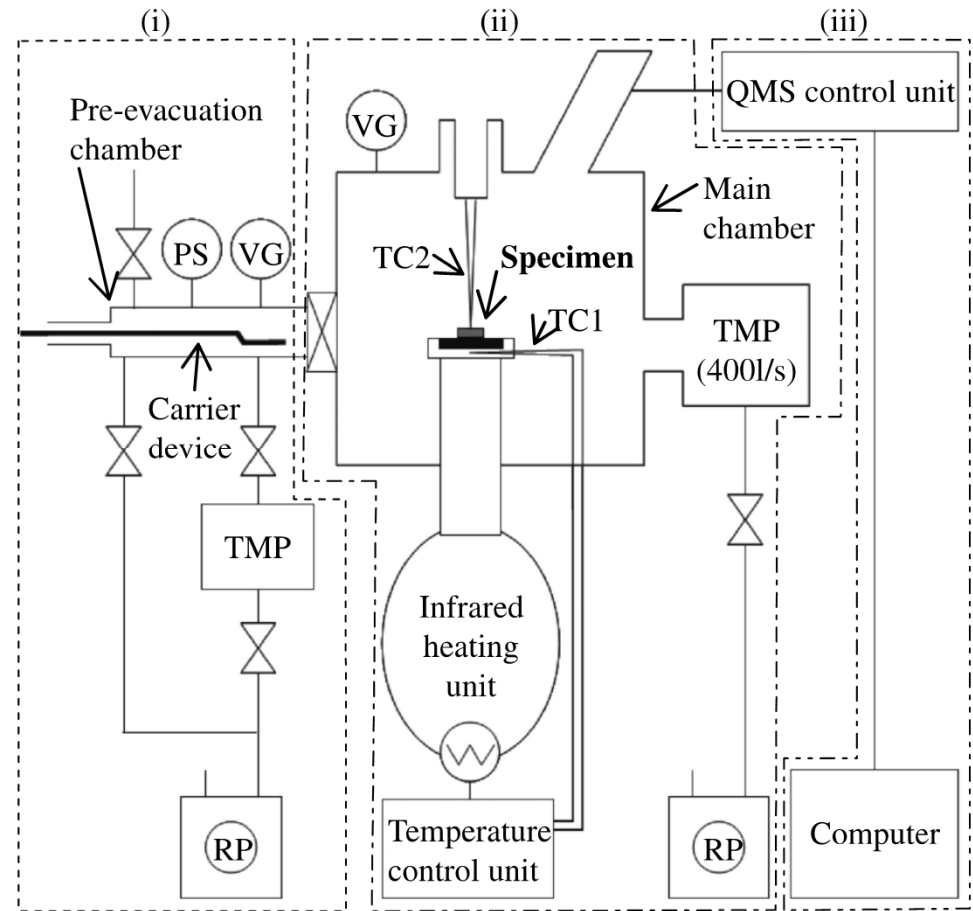 (i)
(ii)
(iii)
Pre-evacuation
chamber
PS
VG
Carrier
device
TMP
RP
VG
TC2
Specimen
TC1
Main
chamber
TMP
(400l/s)
Infrared
heating
unit
Temperature
control unit
RP
QMS control unit
Computer